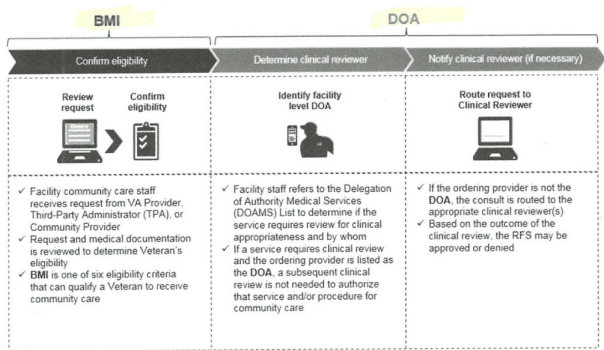 BMI
DOA
Confirm eligibility
Determine clinical reviewer
Notify clinical reviewer (if necessary)
Review
request
Confirm
eligibility
✓ Facility community care staff
receives request from VA Provider,
Third-Party Administrator (TPA), or
Community Provider
✓ Request and medical documentation
is reviewed to determine Veteran's
eligibility
✓ BMI is one of six eligibility criteria
that can qualify a Veteran to receive
community care
Identify facility
level DOA
✓ Facility staff refers to the Delegation
of Authority Medical Services
(DOAMS) List to determine if the
service requires review for clinical
appropriateness and by whom
✓ If a service requires clinical review
and the ordering provider is listed as
the DOA, a subsequent clinical
review is not needed to authorize
that service and/or procedure for
community care
Route request to
Clinical Reviewer
✓ If the ordering provider is not the
DOA, the consult is routed to the
appropriate clinical reviewer(s)
✓ Based on the outcome of the
clinical review, the RFS may be
approved or denied